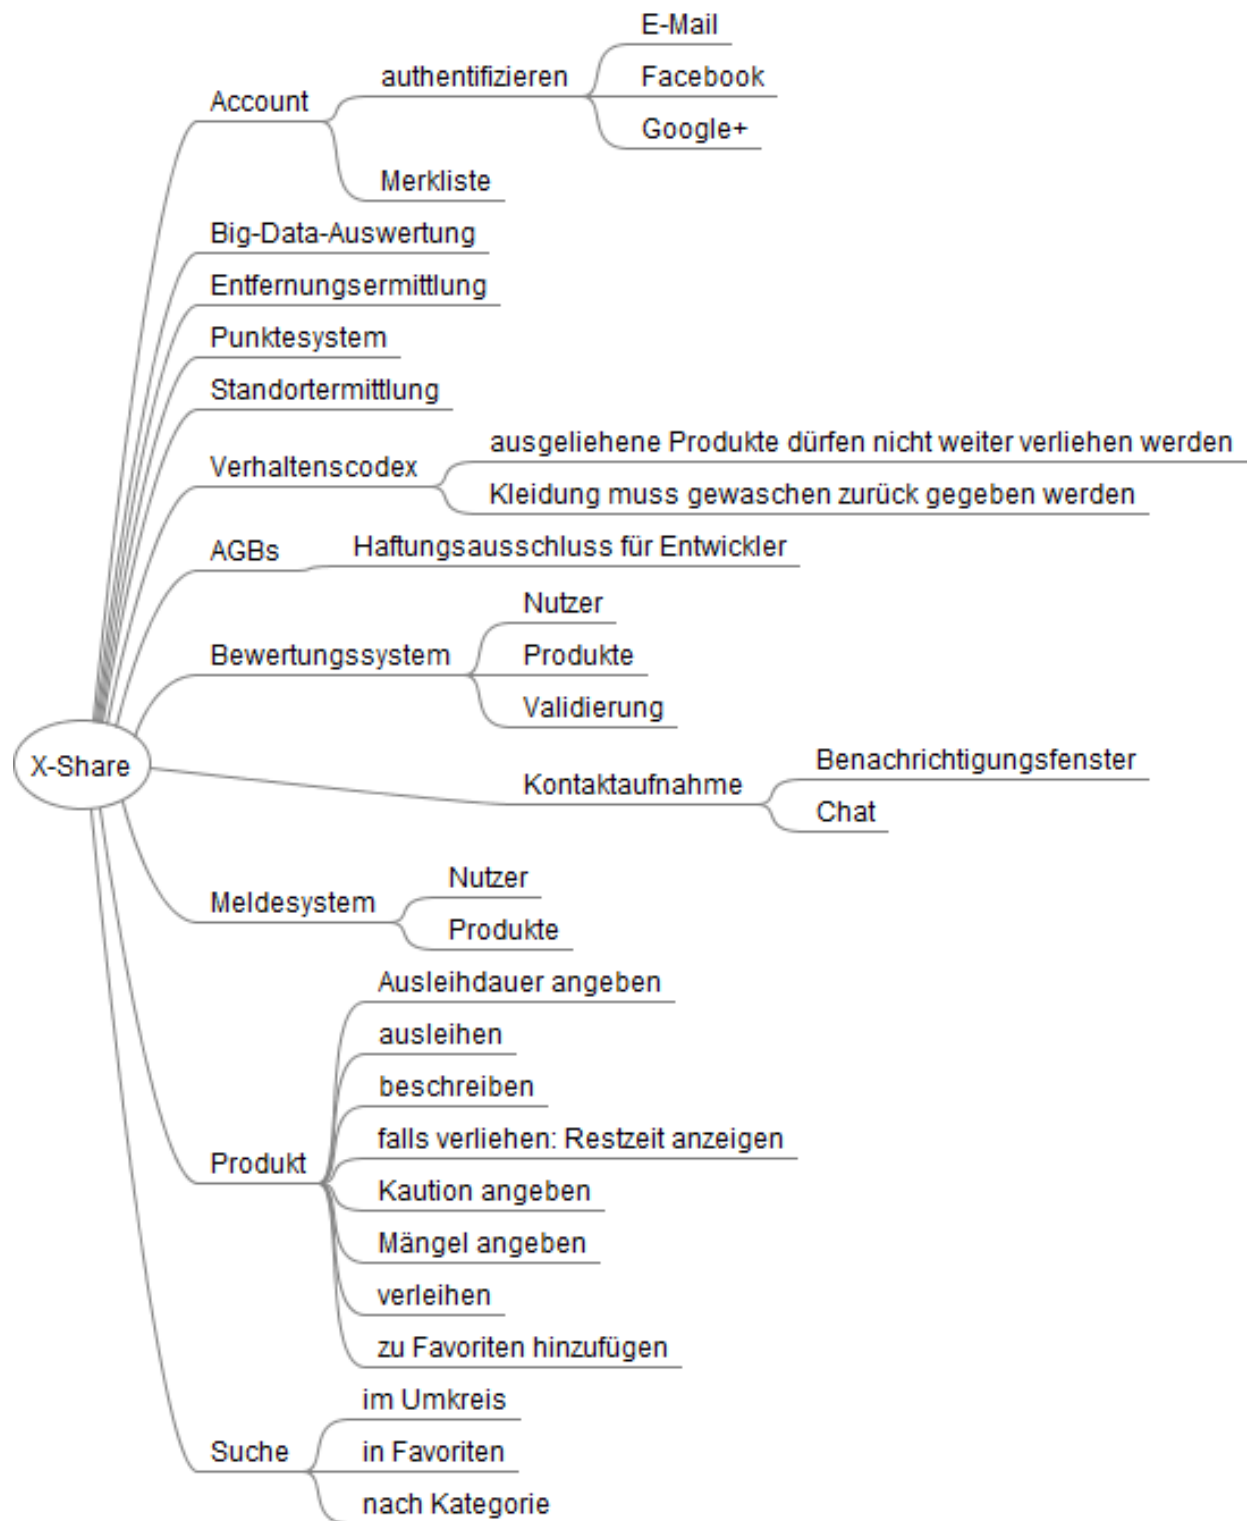 E-Mail
authentifizieren
Facebook
Account
Google+
Merkliste
Big-Data-Auswertung
Entfernungsermittlung
Punktesystem
Standortermittlung
ausgeliehene Produkte dürfen nicht weiter verliehen werden
Verhaltenscodex
Kleidung muss gewaschen zurück gegeben werden
AGBs
Haftungsausschluss für Entwickler
Nutzer
Bewertungssystem
Produkte
Validierung
X-Share
Benachrichtigungsfenster
Kontaktaufnahme
Chat
Nutzer
Meldesystem
Produkte
Ausleihdauer angeben
ausleihen
beschreiben
falls verliehen: Restzeit anzeigen
Produkt
Kaution angeben
Mängel angeben
verleihen
zu Favoriten hinzufügen
im Umkreis
Suche
in Favoriten
nach Kategorie